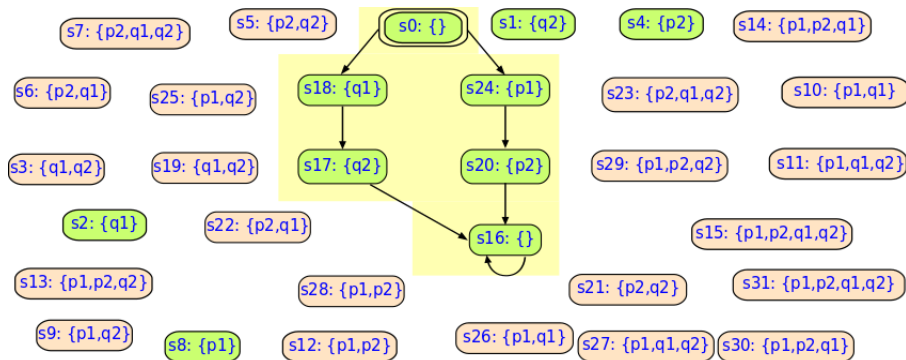 s7: {p2,q1,q2}
s5: {p2,q2}
s0: {}
s1: {q2}
s4: {p2}
s14: {p1,p2,q1}
s6: {p2,q1}
s25: {p1,q2}
s18: {q1}
s24: {p1}
s23: {p2,q1,q2}
s10: {p1,q1}
s3: {q1,q2}
s19: {q1,q2}
s17: {q2}
s20: {p2}
s29: {p1,p2,q2}
s11: {p1,q1,q2}
s2: {q1}
s22: {p2,q1}
s16: {}
s15: {p1,p2,q1,q2}
s13: {p1,p2,q2}
s28: {p1,p2}
s21: {p2,q2}
s31: {p1,p2,q1,q2}
s9: {p1,q2}
s8: {p1}
s12: {p1,p2}
s26: {p1,q1}
s27: {p1,q1,q2}
s30: {p1,p2,q1}